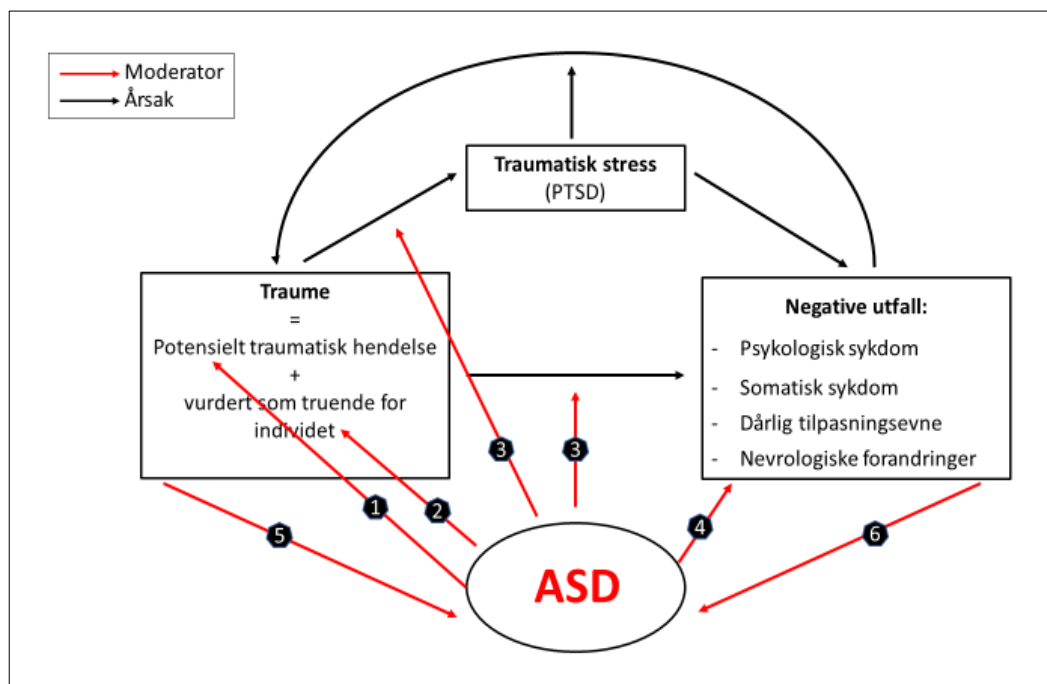 Moderator
Årsak
Traumatisk stress
(PTSD)
Traume
=
Potensielt traumatisk hendelse
+
vurdert som truende for
individet
Negative utfall:
- Psykologisk sykdom
- Somatisk sykdom
- Dårlig tilpasningsevne
- Nevrologiske forandringer
3
3
1
2
4
5
6
ASD